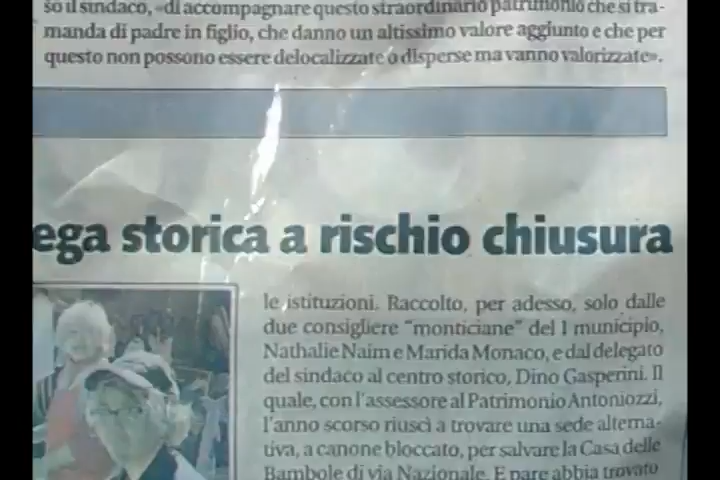 so il sindaco, «di accompagnare questo straordinario patrimonio che si tra-
manda di padre in figlio, che danno un altissimo valore aggiunto e che per
questo non possono essere delocalizzate o disperse ma vanno valorizzate».
ega storica a rischio chiusura
le istituzioni. Raccolto, per adesso, solo dalle
due consigliere "monticiane" del I municipio,
Nathalie Naim e Marida Monaco, e dal delegato
del sindaco al centro storico, Dino Gasperini. Il
quale, con l'assessore al Patrimonio Antoniozzi,
l'anno scorso riuscì a trovare una sede alterna-
tiva, a canone bloccato, per salvare la Casa delle
Bambole di via Nazionale. E pare abbia trovato